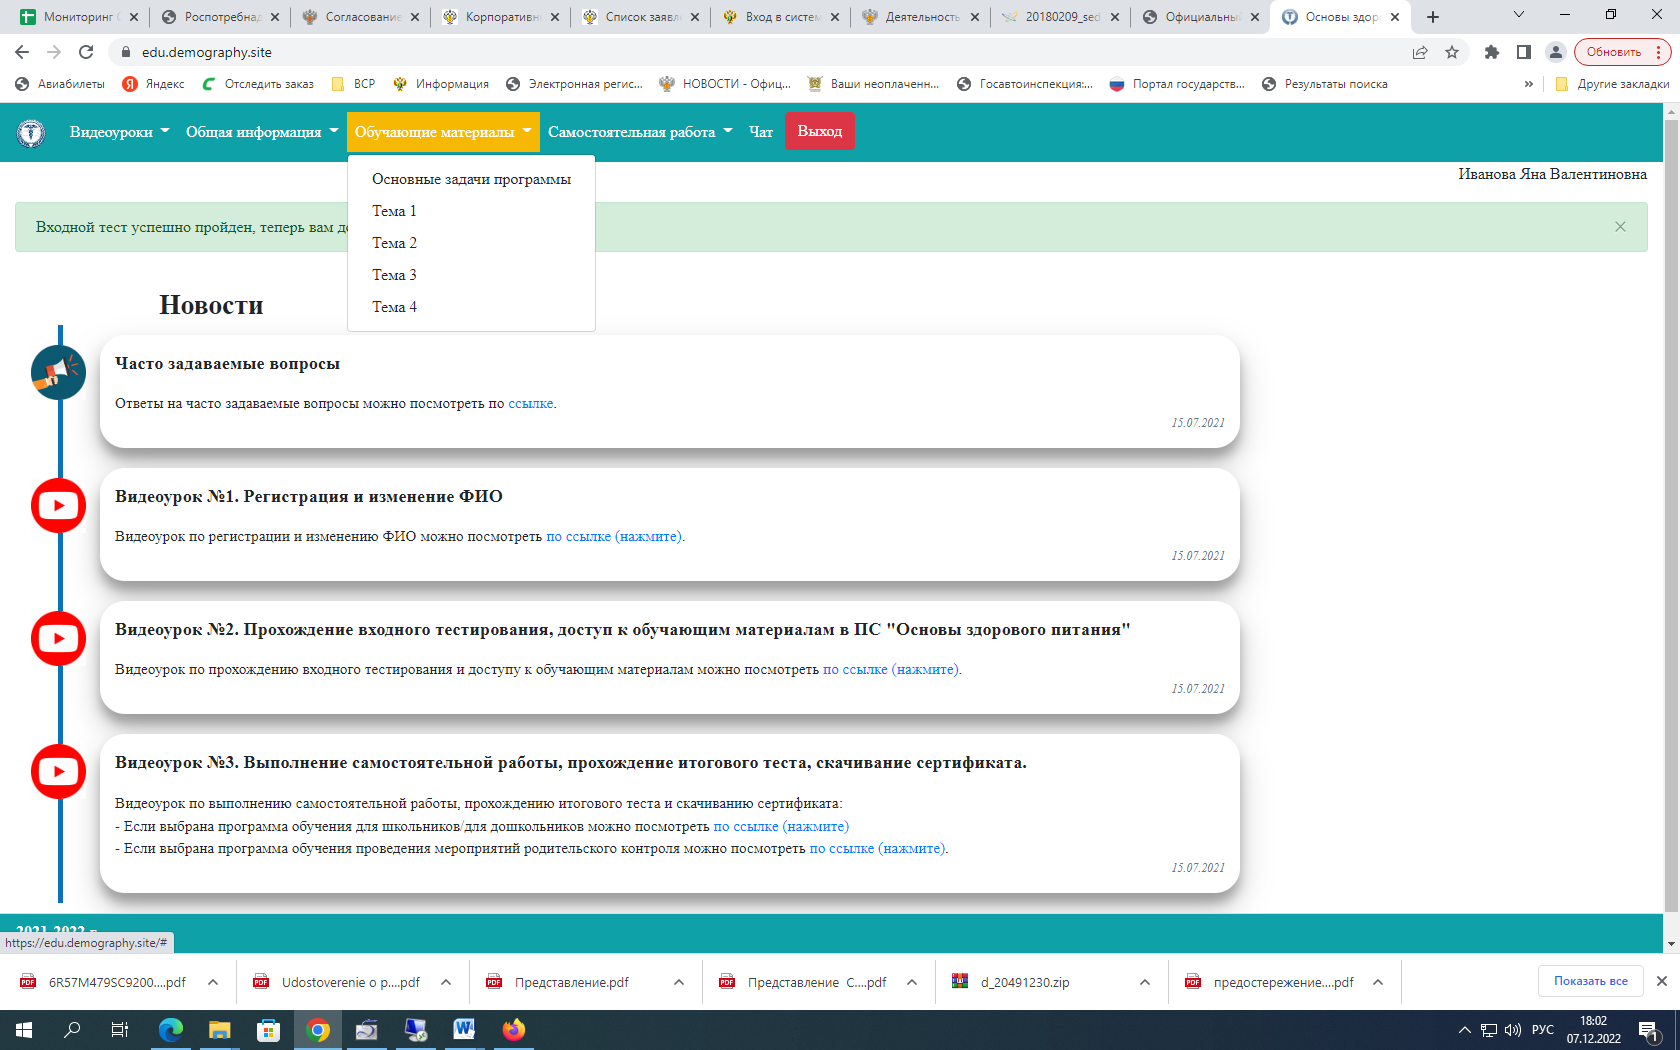 Мониторинг
Роспотребнад
Согласование
Корпоративн
Список заявл
Вход в систем
Деятельность
20180209_sed
Официальный
Основы здоро
edu.demography.site
Обновить
Авиабилеты
Яндекс
Отследить заказ
ВСР
Информация
Электронная регис...
НОВОСТИ - Офиц...
Ваши неоплаченн...
Госавтоинспекция:...
Портал государств...
Результаты поиска
»
Другие закладки
Видеоуроки
Общая информация
Обучающие материалы
Самостоятельная работа
Чат
Выход
Иванова Яна Валентиновна
Основные задачи программы
Тема 1
Тема 2
Тема 3
Тема 4
Входной тест успешно пройден, теперь вам
Новости
Часто задаваемые вопросы
Ответы на часто задаваемые вопросы можно посмотреть по ссылке.
15.07.2021
Видеоурок №1. Регистрация и изменение ФИО
Видеоурок по регистрации и изменению ФИО можно посмотреть по ссылке (нажмите).
15.07.2021
Видеоурок №2. Прохождение входного тестирования, доступ к обучающим материалам в ПС "Основы здорового питания"
Видеоурок по прохождению входного тестирования и доступу к обучающим материалам можно посмотреть по ссылке (нажмите).
15.07.2021
Видеоурок №3. Выполнение самостоятельной работы, прохождение итогового теста, скачивание сертификата.
Видеоурок по выполнению самостоятельной работы, прохождению итогового теста и скачиванию сертификата:
- Если выбрана программа обучения для школьников/для дошкольников можно посмотреть по ссылке (нажмите)
- Если выбрана программа обучения проведения мероприятий родительского контроля можно посмотреть по ссылке (нажмите).
15.07.2021
2021-2022 г.
https://edu.demography.site/#
6R57M479SC9200....pdf
Udostoverenie o p....pdf
Представление.pdf
Представление С....pdf
d_20491230.zip
предостережение....pdf
Показать все
РУС
18:02
07.12.2022
1